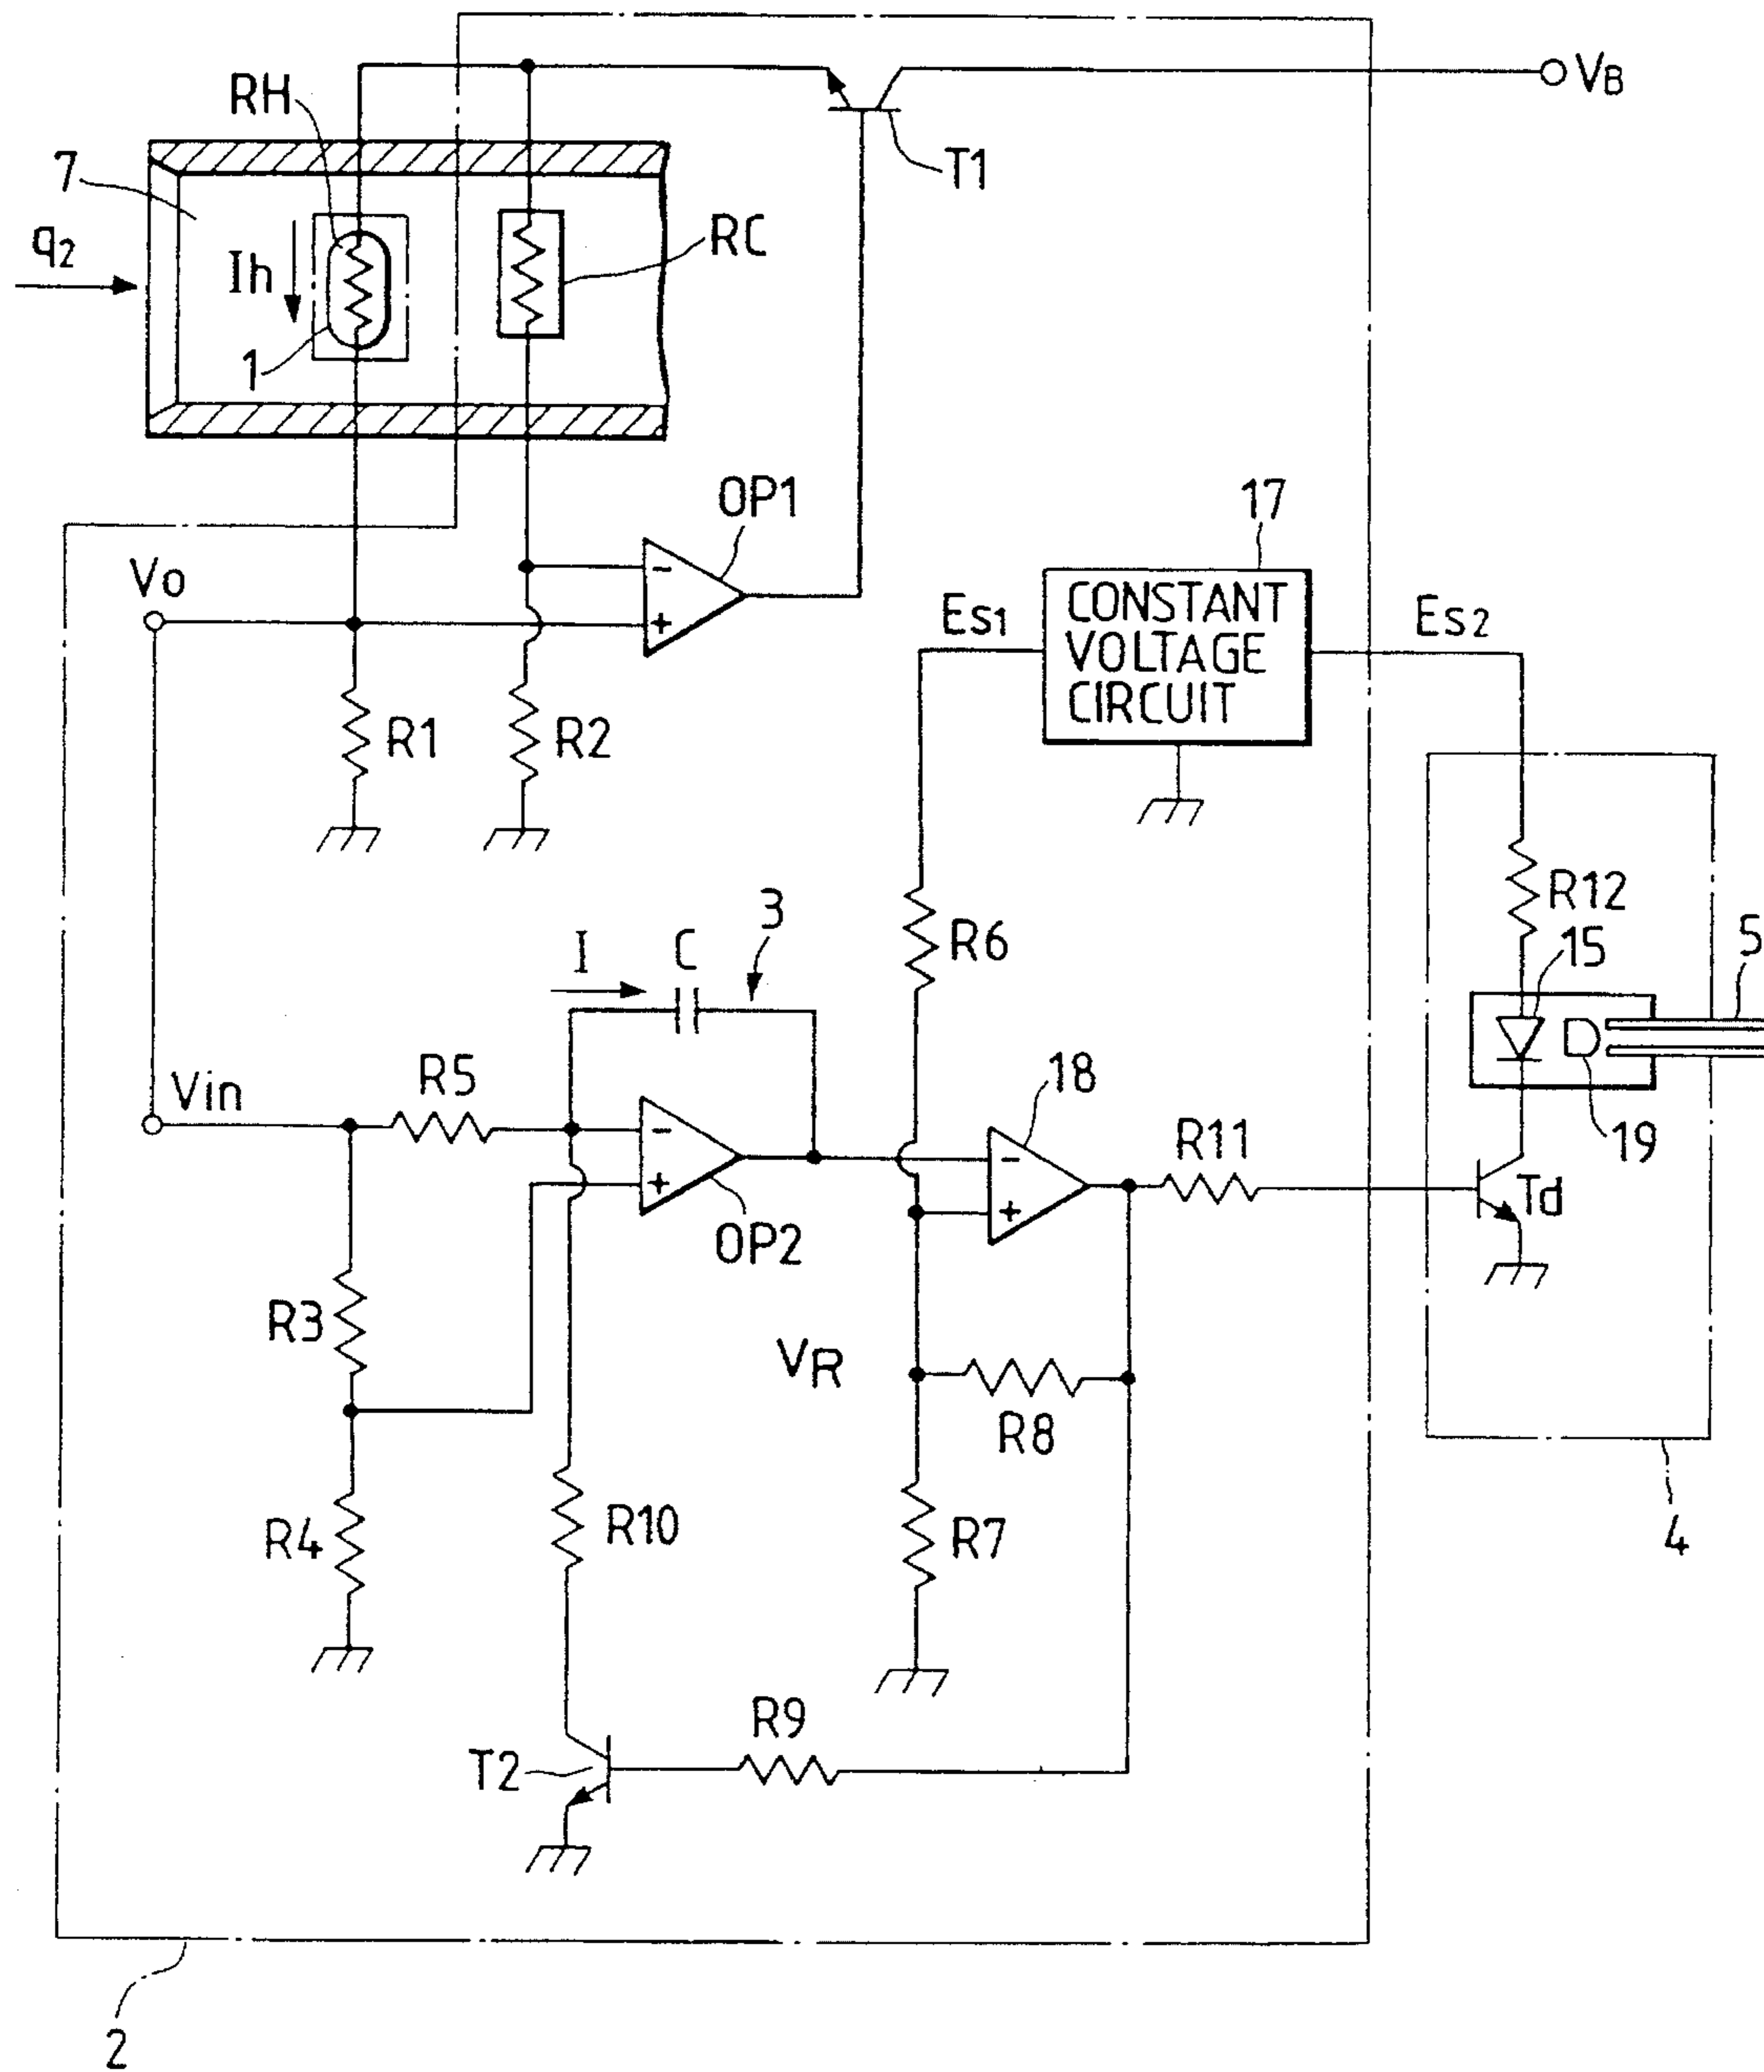 VB
RH
T1
7
q2
Ih
RC
1
OP1
17
Vo
- 
+
Es1
CONSTANT
VOLTAGE
CIRCUIT
Es2
R1
R2
R12
3
I
C
R6
15
5
D
Vin
R5
18
-
+
-
+
R11
19
Td
OP2
R3
VR
R8
R4
R10
R7
4
R9
T2
2